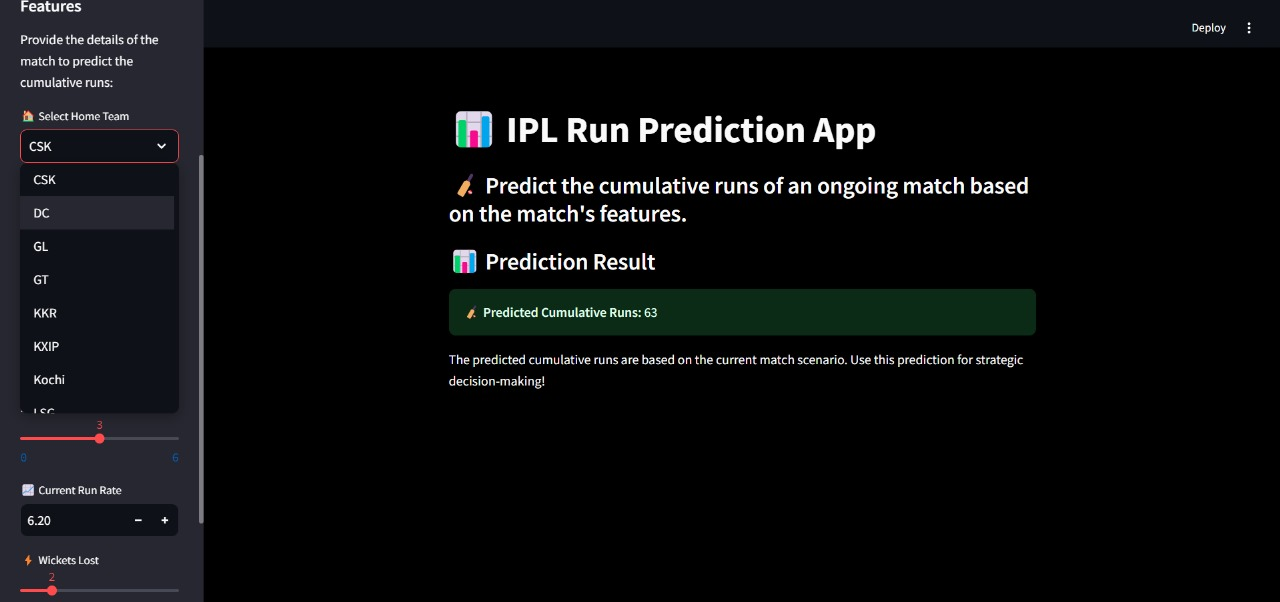 Features
Provide the details of the
match to predict the
cumulative runs:
Select Home Team
CSK
CSK
DC
GL
GT
KKR
KXIP
Kochi
LSG
3
0 6
Current Run Rate
6.20 − +
Wickets Lost
2
Deploy
IPL Run Prediction App
Predict the cumulative runs of an ongoing match based
on the match's features.
Prediction Result
Predicted Cumulative Runs: 63
The predicted cumulative runs are based on the current match scenario. Use this prediction for strategic
decision-making!